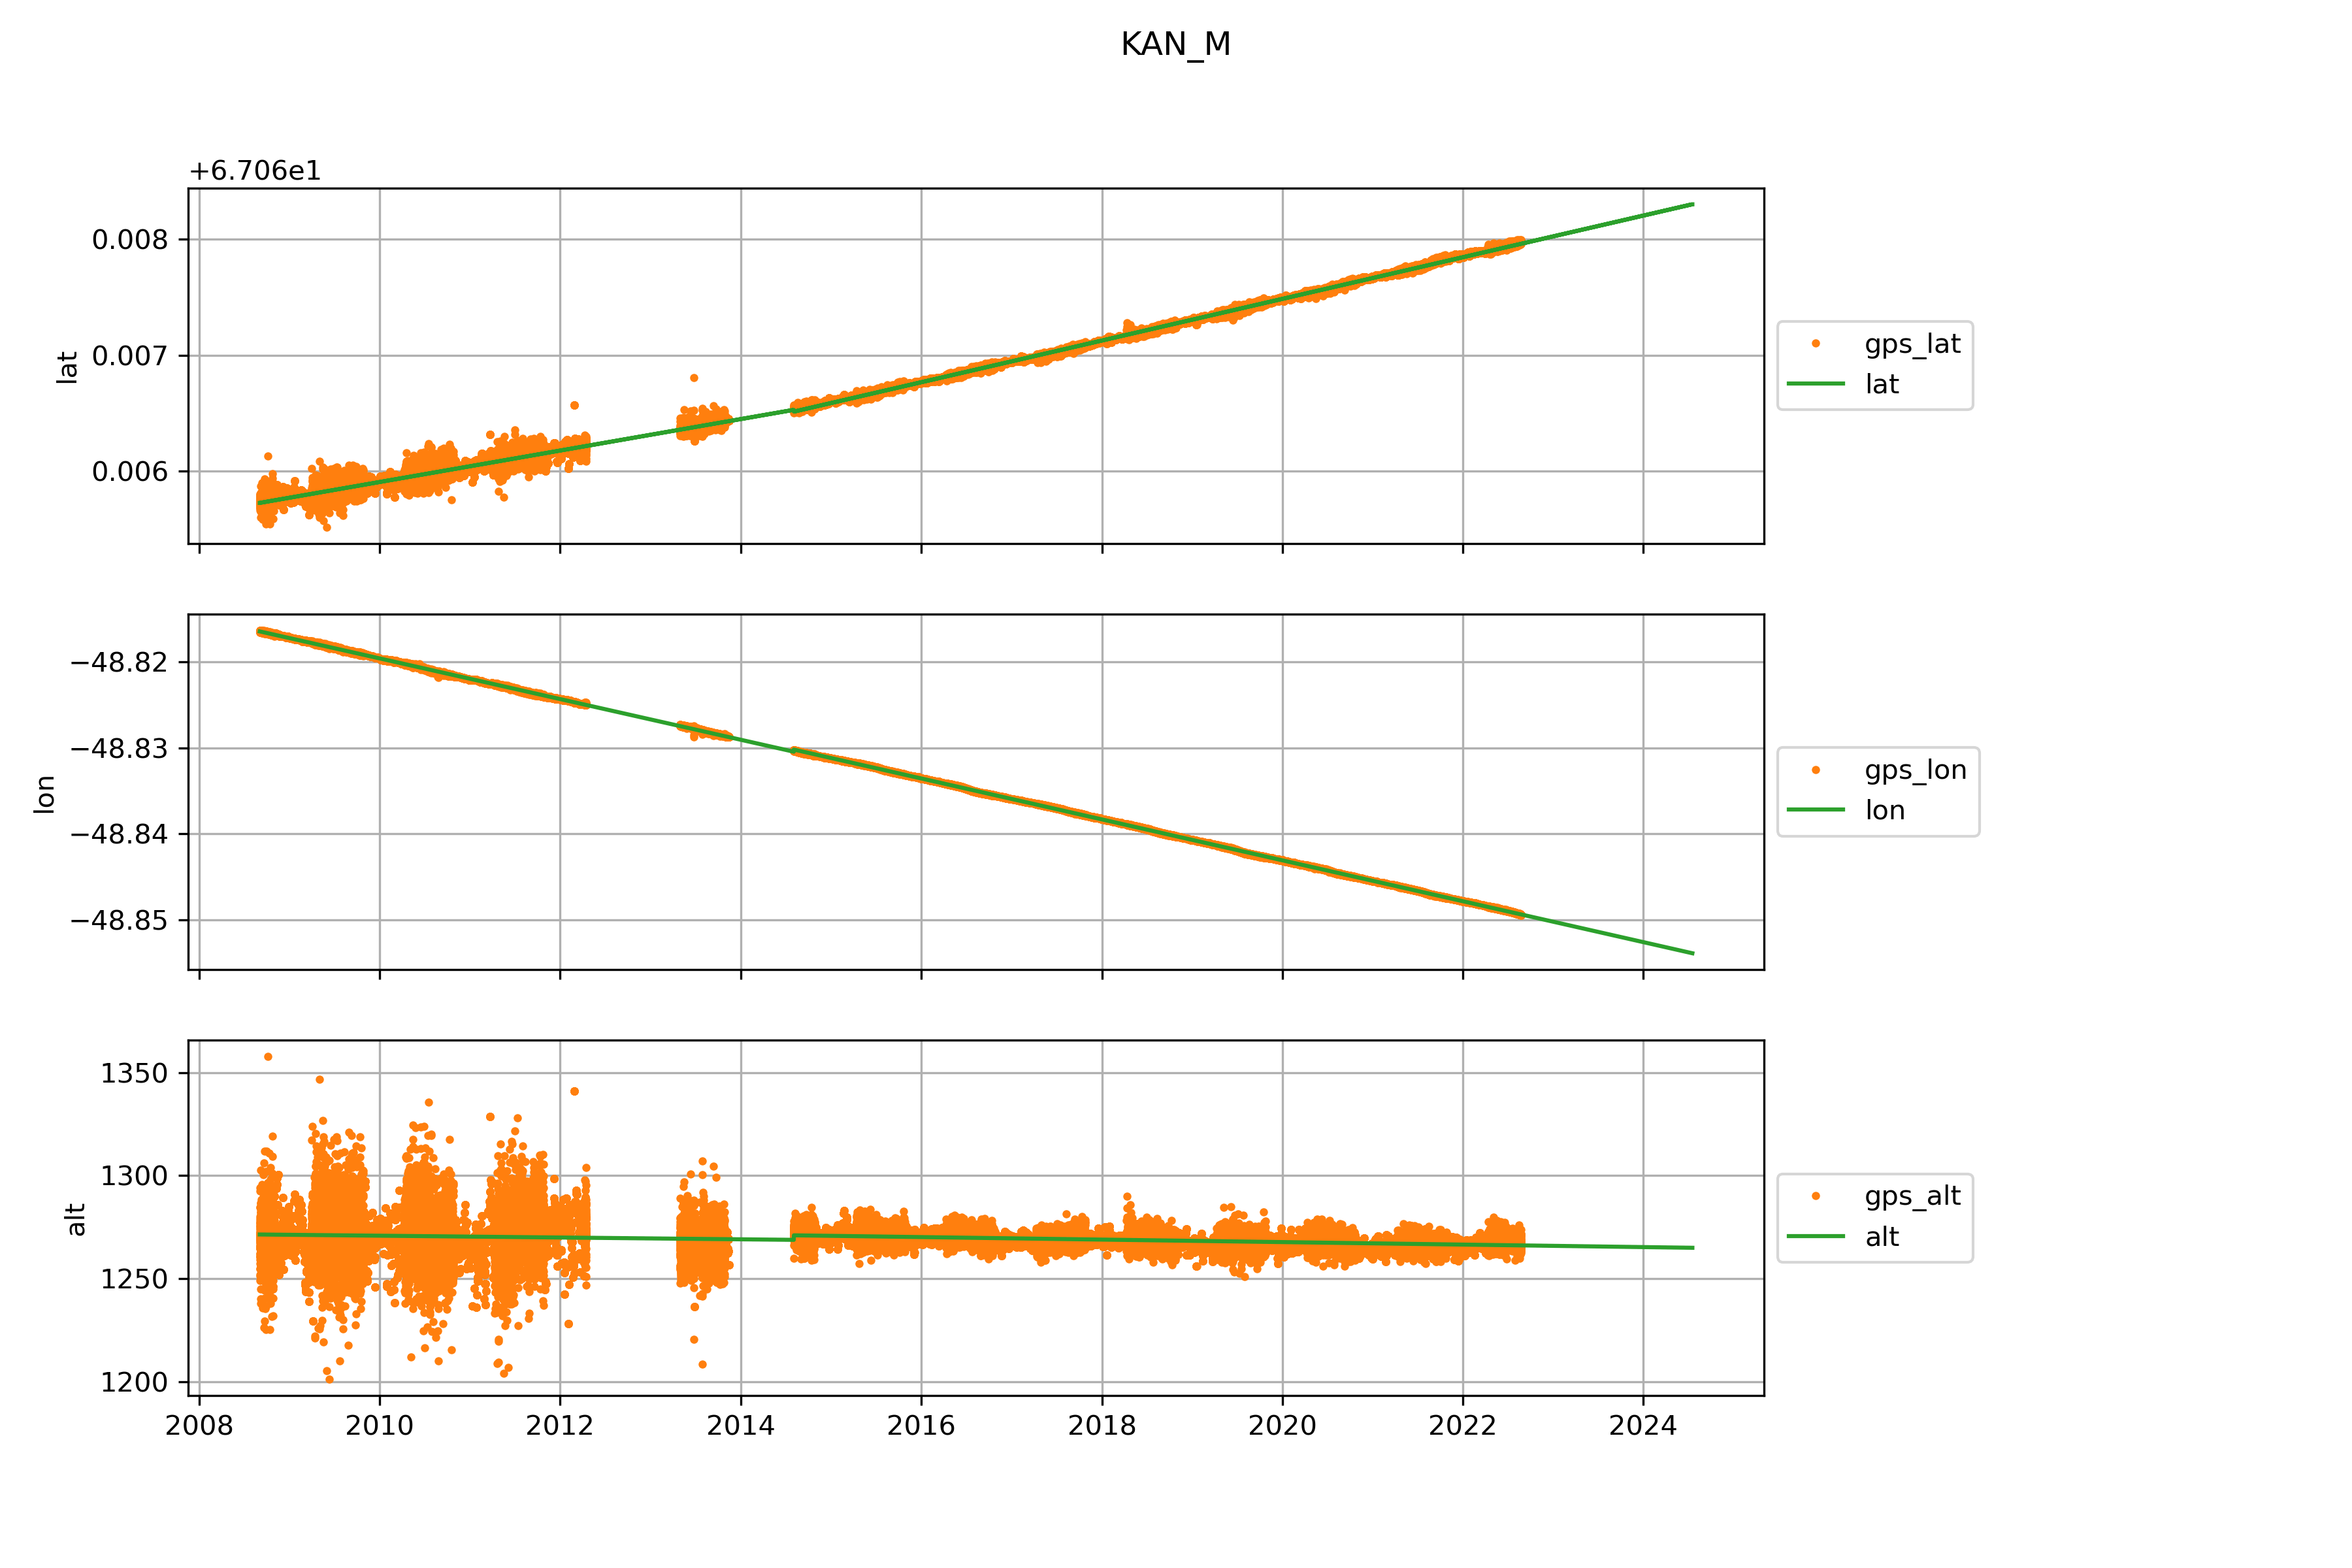 KAN_M
+6.706e1
0.008
0.007
0.006
lat
gps_lat
lat
−48.82
−48.83
−48.84
−48.85
lon
gps_lon
lon
1350
1300
1250
1200
alt
gps_alt
alt
2008 2010 2012 2014 2016 2018 2020 2022 2024